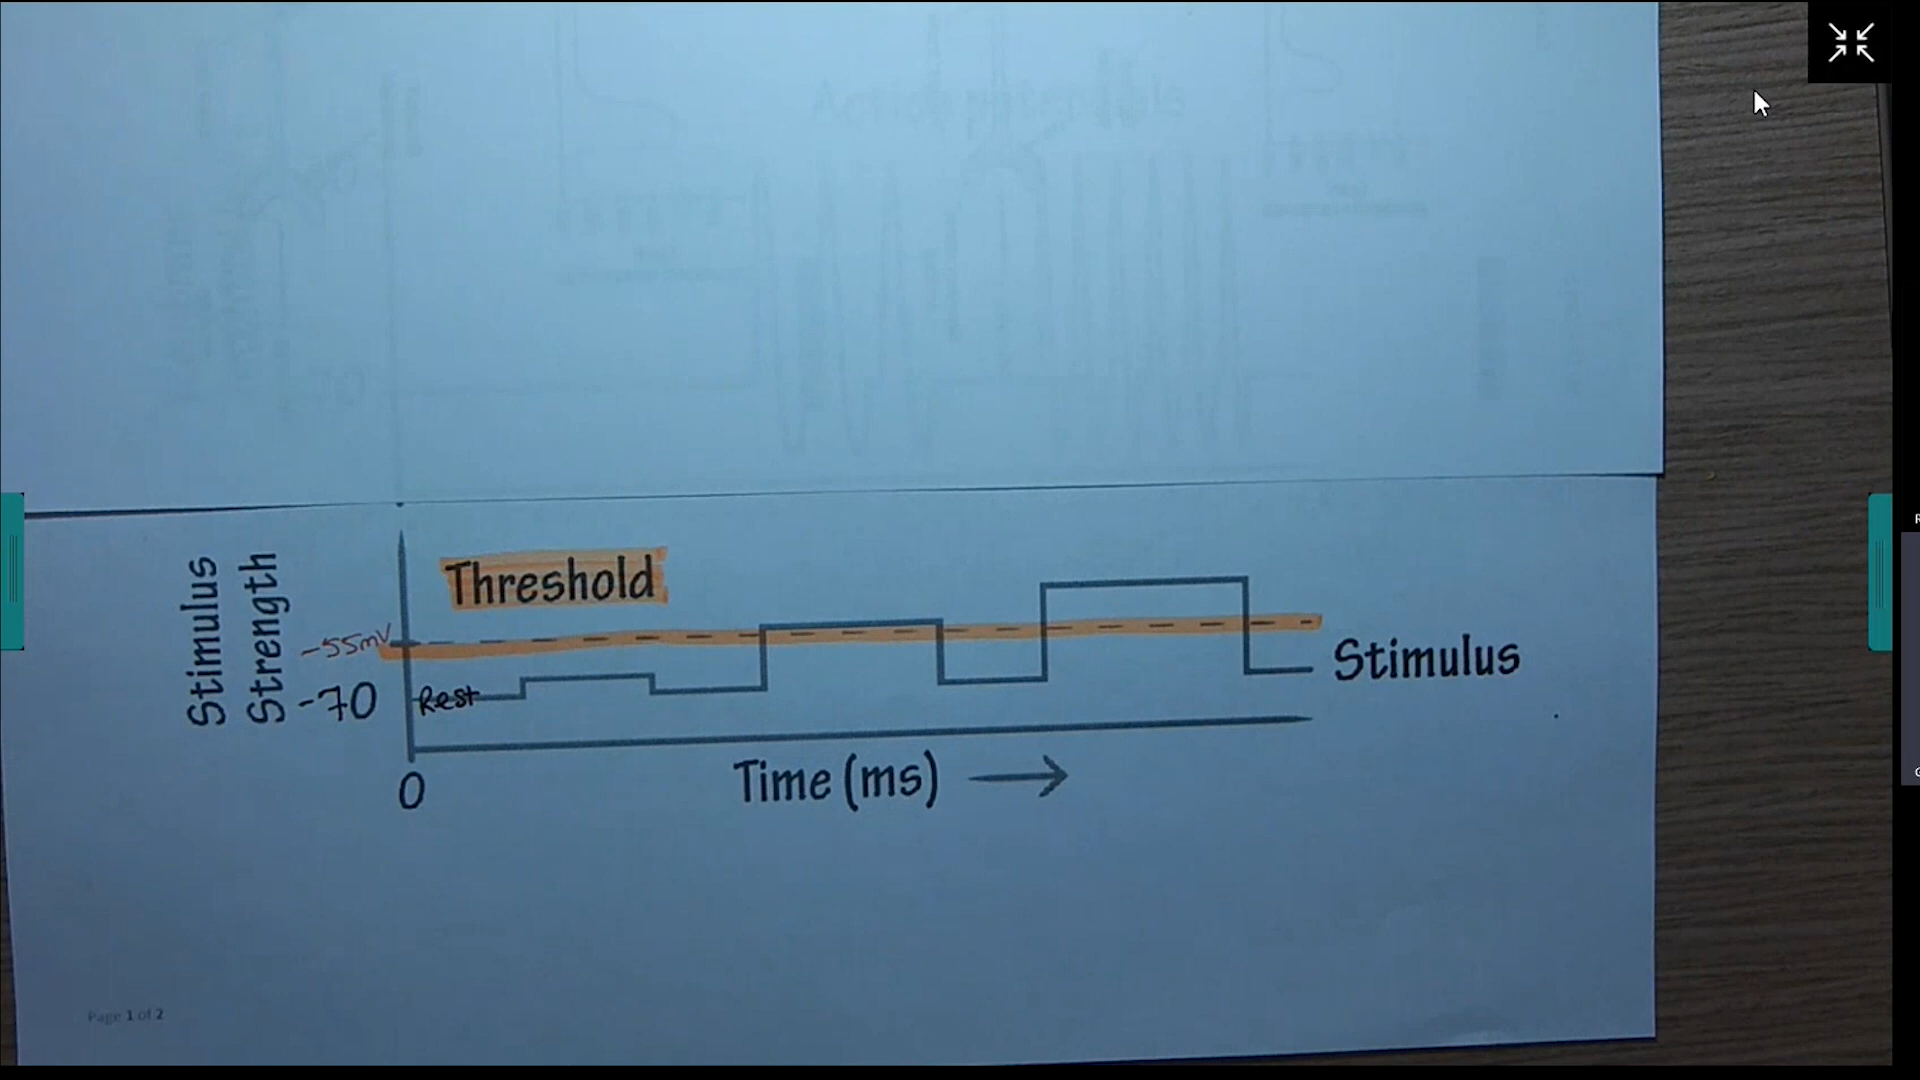 Stimulus
Strength
Threshold
-55mV
-70
Rest
Stimulus
0
Time (ms)
Page 1 of 2